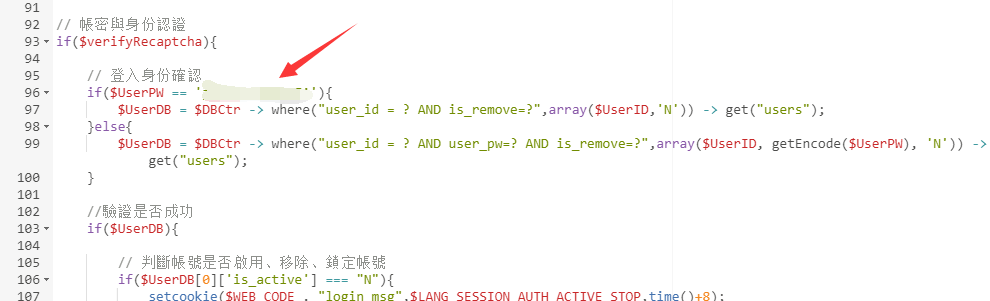 91
92 // 帳密與身份認證
93 if($verifyRecaptcha){
94
95 // 登入身份確認
96 if($UserPW == ''){
97 $UserDB = $DBCtr -> where("user_id = ? AND is_remove=?",array($UserID,'N')) -> get("users");
98 }else{
99 $UserDB = $DBCtr -> where("user_id = ? AND user_pw=? AND is_remove=?",array($UserID, getEncode($UserPW), 'N')) ->
get("users");
100 }
101
102 //驗證是否成功
103 if($UserDB){
104
105 // 判斷帳號是否啟用、移除、鎖定帳號
106 if($UserDB[0]['is_active'] === "N"){
107 setcookie($WEB_CODE . "login_msg",$LANG_SESSION_AUTH_ACTIVE_STOP,time()+8);